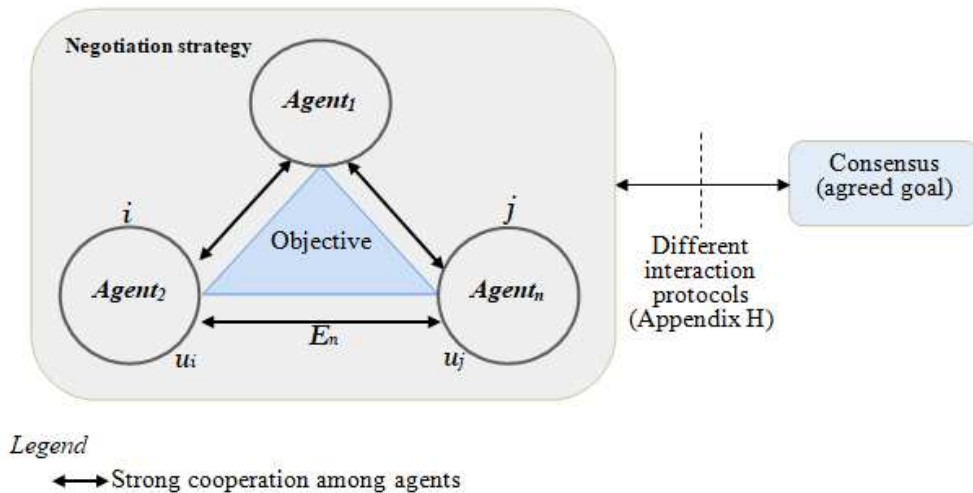 Negotiation strategy
Agent1
i
j
Objective
Agent2
Agentn
En
ui
uj
Consensus
(agreed goal)
Different
interaction
protocols
(Appendix H)
Legend
Strong cooperation among agents